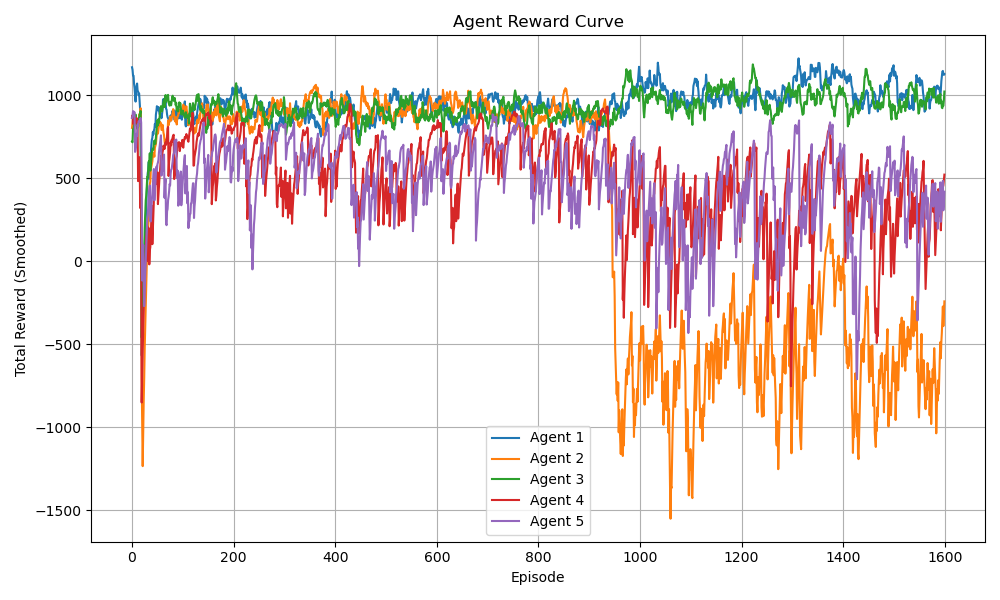 Agent Reward Curve
Total Reward (Smoothed)
1000
500
0
−500
−1000
−1500
Agent 1
Agent 2
Agent 3
Agent 4
Agent 5
0 200 400 600 800 1000 1200 1400 1600
Episode